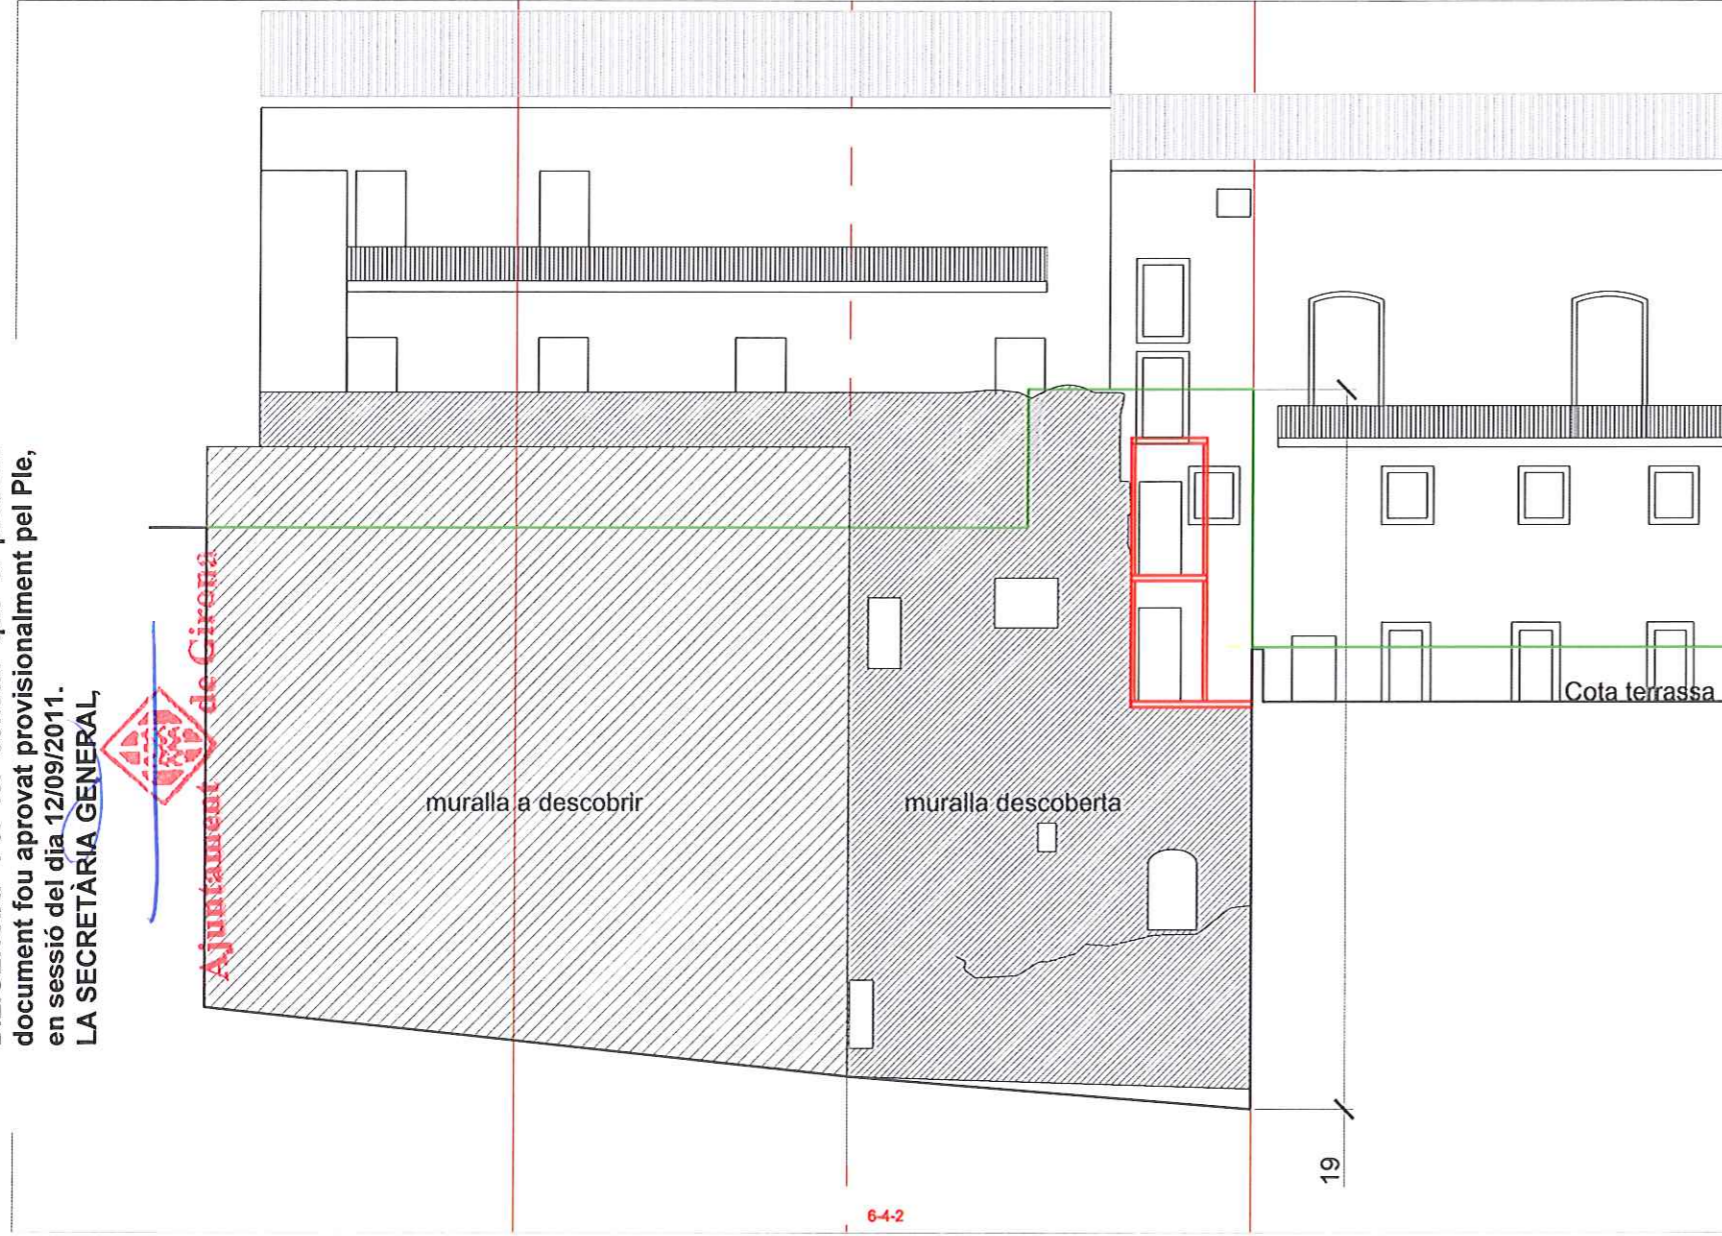 document fou aprovat provisionalment pel Ple,
en sessió del dia 12/09/2011.
LA SECRETÀRIA GENERAL,
Ajuntament de Girona
muralla a descobrir
muralla descoberta
Cota terrassa
19
6-4-2